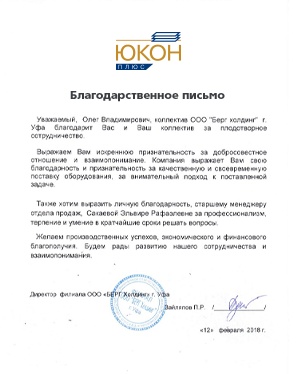 ЮКОН
ПЛЮС
Благодарственное письмо
Уважаемый, Олег Владимирович, коллектив ООО "Берг холдинг" г.
Уфа благодарит Вас и Ваш коллектив за плодотворное
сотрудничество.
Выражаем Вам искреннюю признательность за добросовестное
отношение и взаимопонимание. Компания выражает Вам свою
благодарность и признательность за качественную и своевременную
поставку оборудования, за внимательный подход к поставленной
задаче.
Также хотим выразить личную благодарность, старшему менеджеру
отдела продаж, Сакаевой Эльвире Рафаэлевне за профессионализм,
терпение и умение в кратчайшие сроки решать вопросы.
Желаем производственных успехов, экономического и финансового
благополучия. Будем рады развитию нашего сотрудничества и
взаимопонимания.
Директор филиала ООО «БЕРГ Холдинг» г. Уфа
Зайлялов П.Р. /
«12» февраля 2018 г.